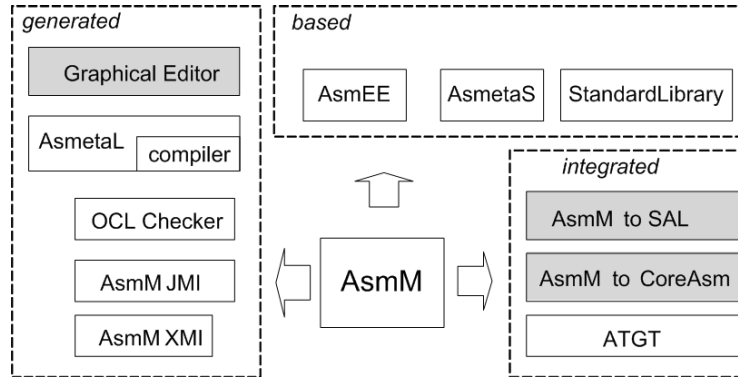 generated
Graphical Editor
AsmetaL
compiler
OCL Checker
AsmM JMI
AsmM XMI
based
AsmEE
AsmetaS
StandardLibrary
AsmM
integrated
AsmM to SAL
AsmM to CoreAsm
ATGT